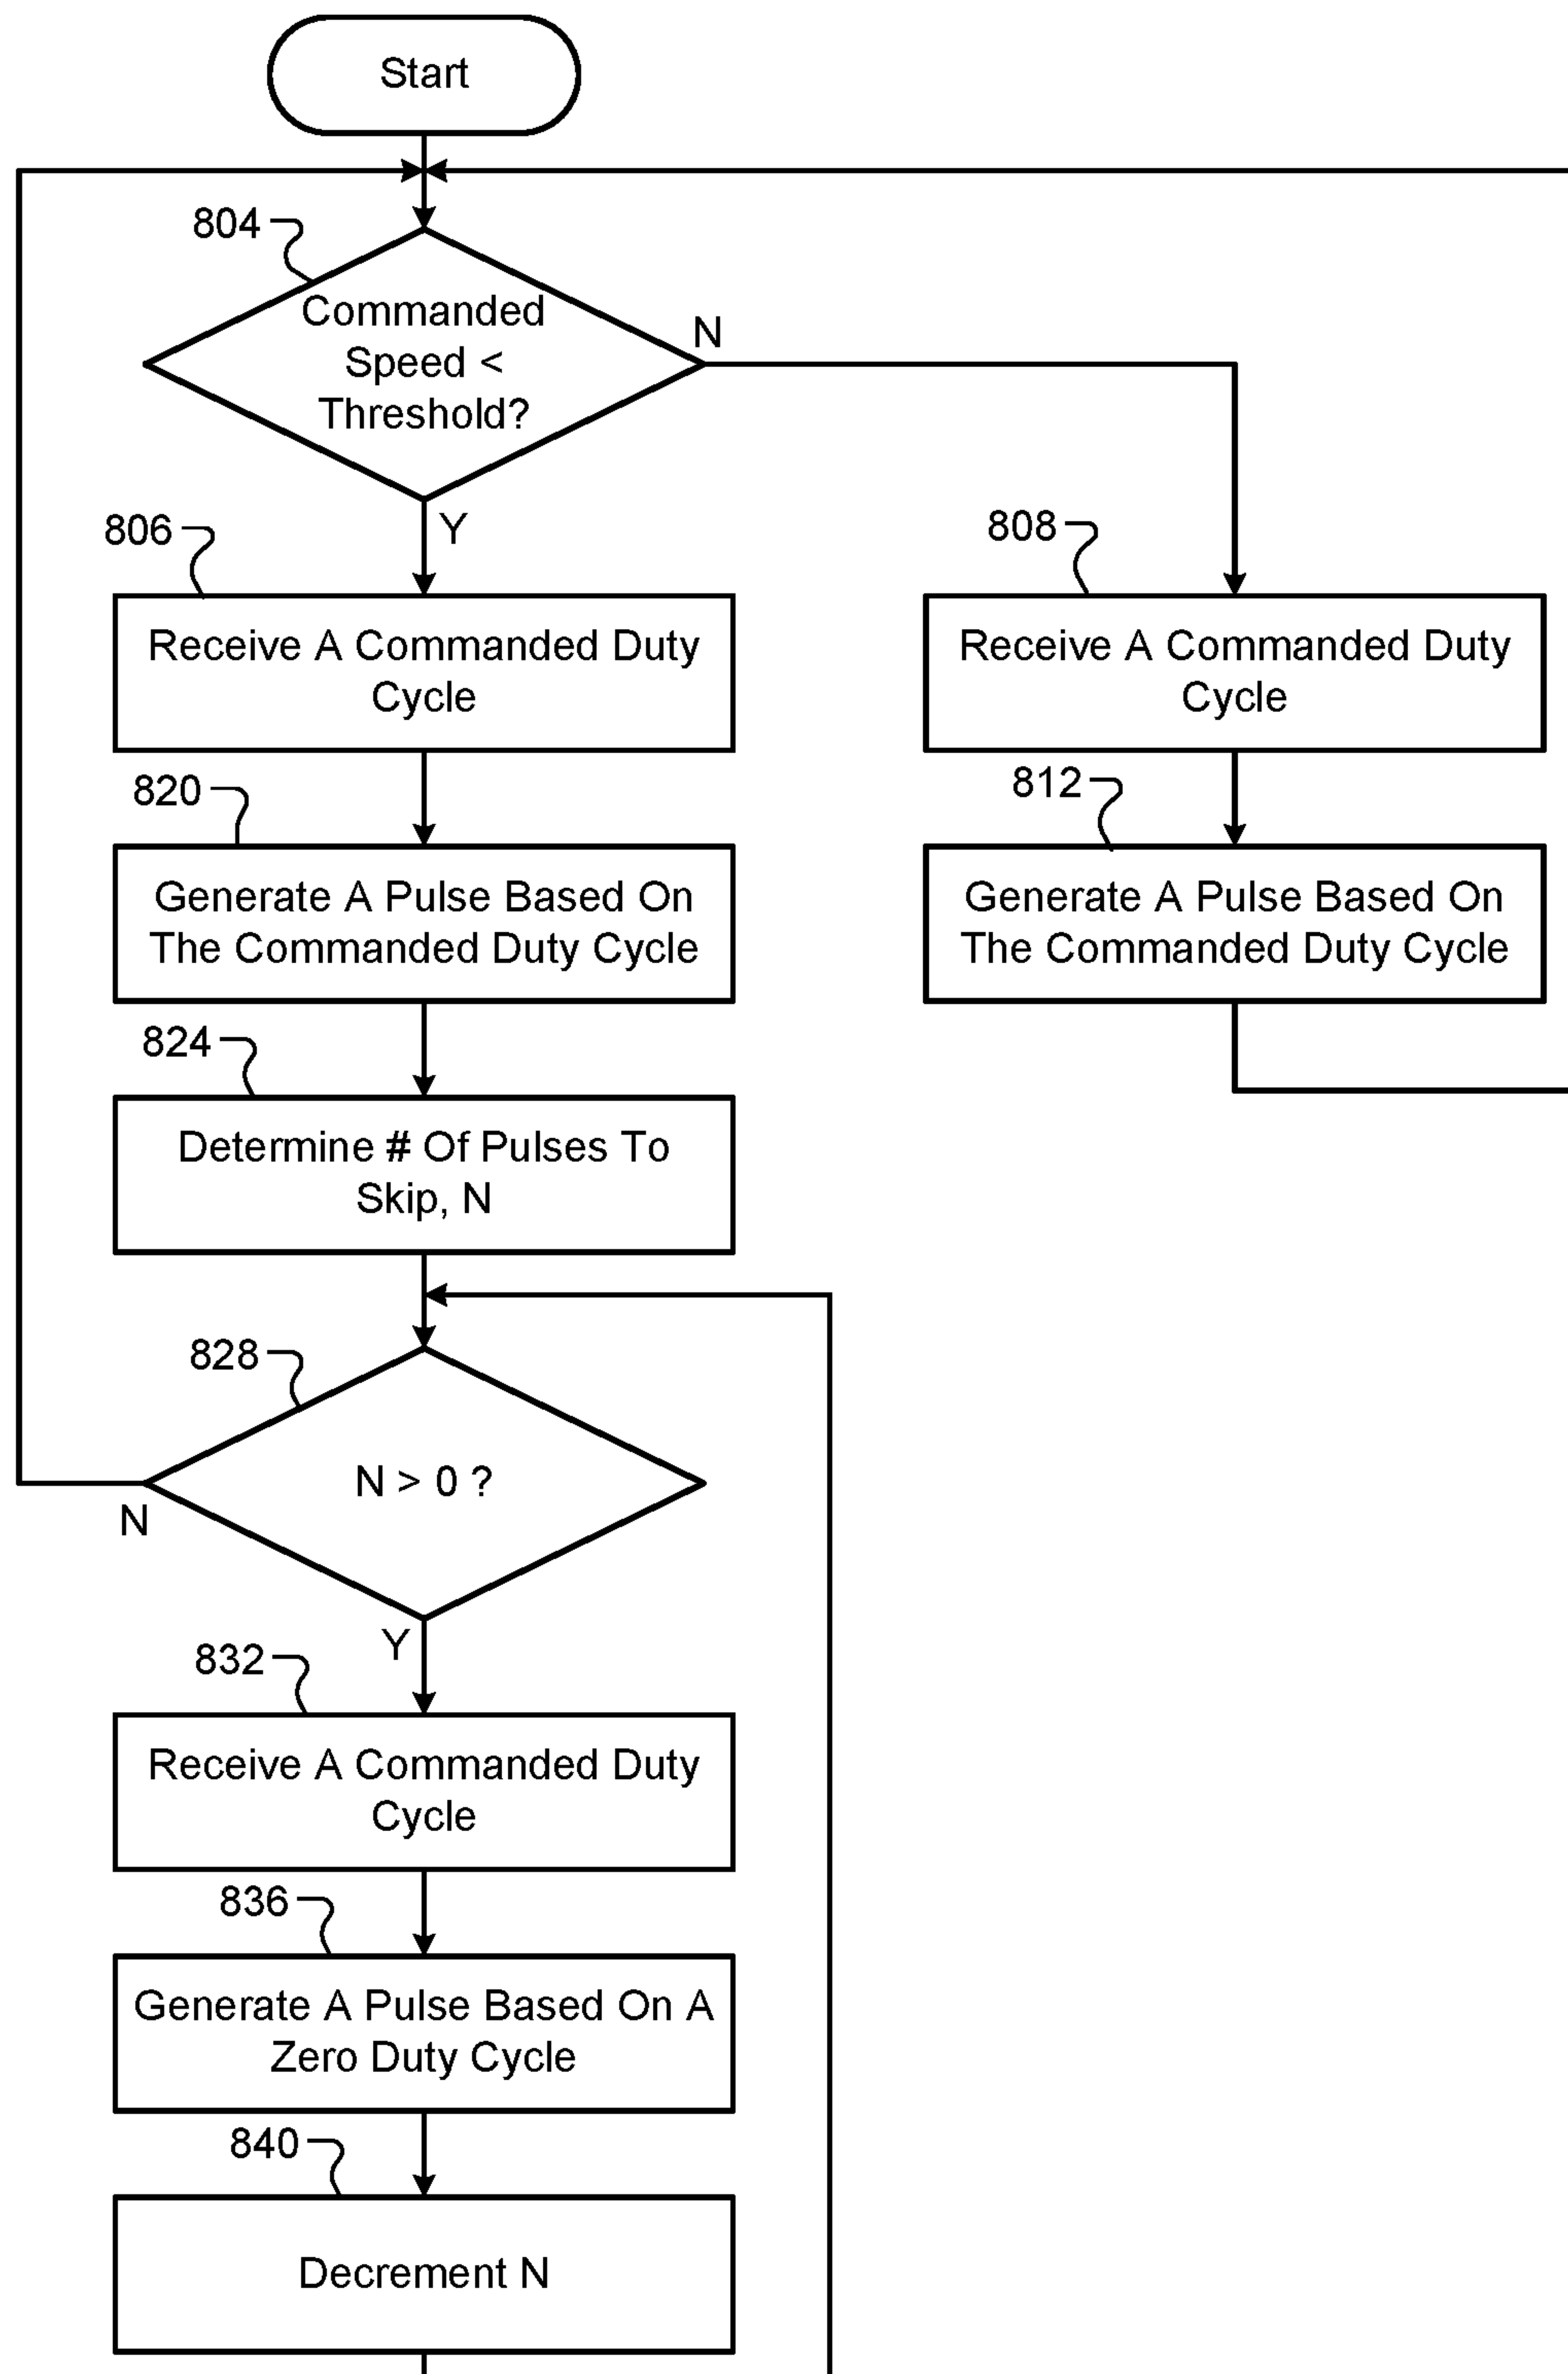 Start
804
Commanded
Speed <
Threshold?
N
Y
806
Receive A Commanded Duty
Cycle
808
Receive A Commanded Duty
Cycle
820
Generate A Pulse Based On
The Commanded Duty Cycle
812
Generate A Pulse Based On
The Commanded Duty Cycle
824
Determine # Of Pulses To
Skip, N
828
N > 0 ?
N
Y
832
Receive A Commanded Duty
Cycle
836
Generate A Pulse Based On A
Zero Duty Cycle
840
Decrement N